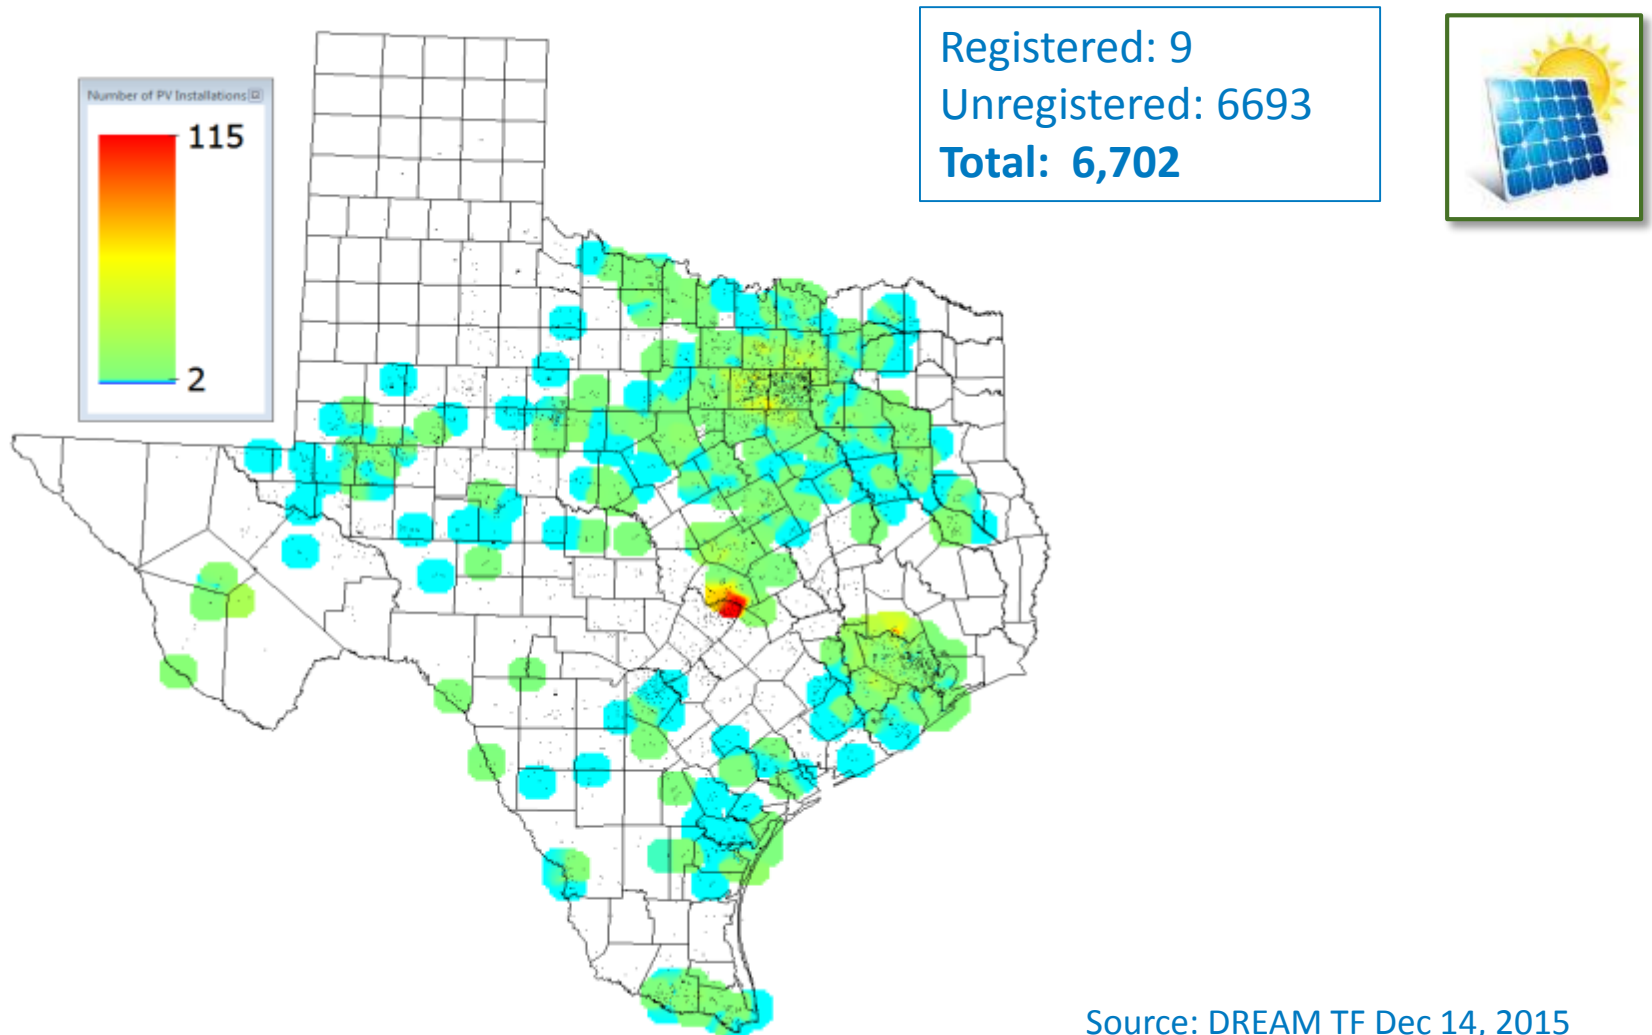 Registered: 9
Unregistered: 6693
Total: 6,702
Number of PV Installations
115
2
Source: DREAM TF Dec 14, 2015